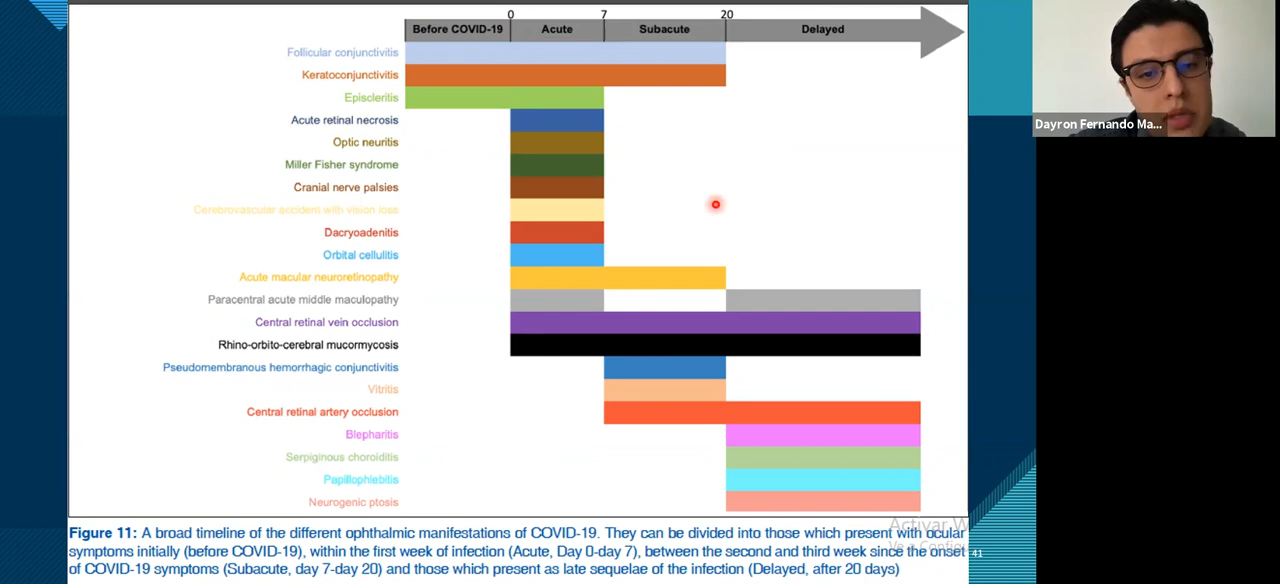 0 7 20
Before COVID-19 Acute Subacute Delayed
Follicular conjunctivitis
Keratoconjunctivitis
Episcleritis
Acute retinal necrosis
Optic neuritis
Miller Fisher syndrome
Cranial nerve palsies
Cerebrovascular accident with vision loss
Dacryoadenitis
Orbital cellulitis
Acute macular neuroretinopathy
Paracentral acute middle maculopathy
Central retinal vein occlusion
Rhino-orbito-cerebral mucormycosis
Pseudomembranous hemorrhagic conjunctivitis
Vitritis
Central retinal artery occlusion
Blepharitis
Serpiginous choroiditis
Papillophlebitis
Neurogenic ptosis
Figure 11: A broad timeline of the different ophthalmic manifestations of COVID-19. They can be divided into those which present with ocular
symptoms initially (before COVID-19), within the first week of infection (Acute, Day 0-day 7), between the second and third week since the onset
of COVID-19 symptoms (Subacute, day 7-day 20) and those which present as late sequelae of the infection (Delayed, after 20 days)
Activar W
41
Dayron Fernando Ma...